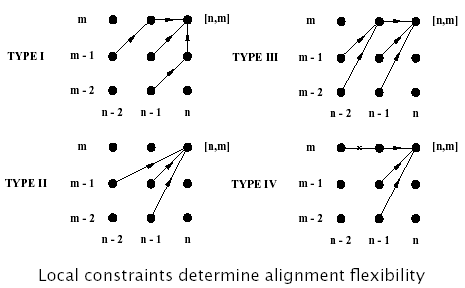 m [n,m]
TYPE I m - 1
m - 2
n - 2 n - 1 n
m [n,m]
TYPE III m - 1
m - 2
n - 2 n - 1 n
m [n,m]
TYPE II m - 1
m - 2
n - 2 n - 1 n
m [n,m]
TYPE IV m - 1
m - 2
n - 2 n - 1 n
Local constraints determine alignment flexibility